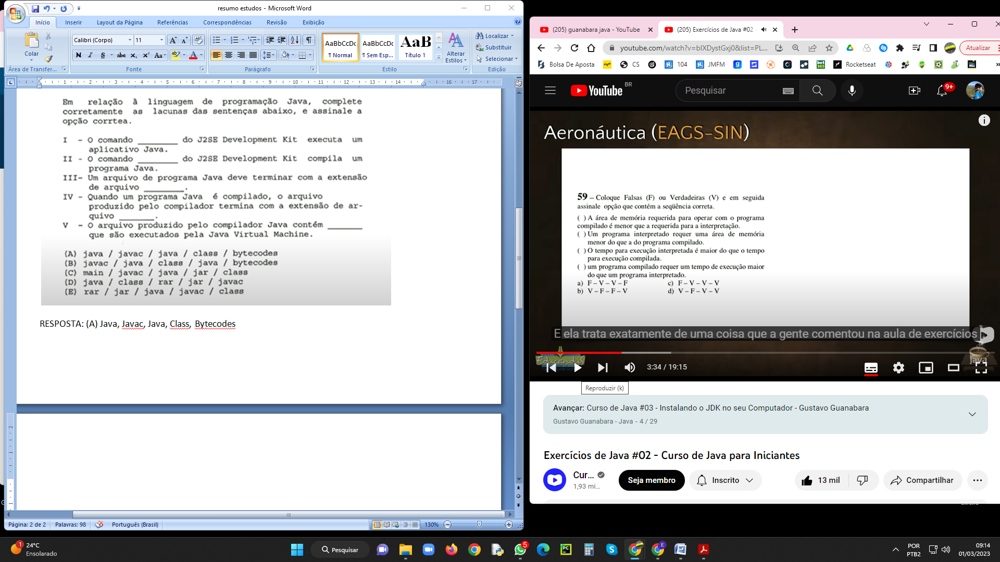 resumo estudos - Microsoft Word
Início
Inserir
Layout da Página
Referências
Correspondências
Revisão
Exibição
Colar
Calibri (Corpo)
11
Área de Transfer...
Fonte
Parágrafo
AaBbCcDc
¶ Normal
AaBbCcDc
¶ Sem Esp...
AaB
Título 1
Alterar
Estilos
Estilo
Localizar
Substituir
Selecionar
Edição
Em relação à linguagem de programação Java, complete
corretamente as lacunas das sentenças abaixo, e assinale a
opção corrtea.
I - O comando ________ do J2SE Development Kit executa um
aplicativo Java.
II - O comando ________ do J2SE Development Kit compila um
programa Java.
III- Um arquivo de programa Java deve terminar com a extensão
de arquivo ________.
IV - Quando um programa Java é compilado, o arquivo
produzido pelo compilador termina com a extensão de ar-
quivo _______.
V - O arquivo produzido pelo compilador Java contém _______
que são executados pela Java Virtual Machine.
(A) java / javac / java / class / bytecodes
(B) javac / java / class / java / bytecodes
(C) main / javac / java / jar / class
(D) java / class / rar / jar / javac
(E) rar / jar / java / javac / class
RESPOSTA: (A) Java, Javac, Java, Class, Bytecodes
Página: 2 de 2
Palavras: 98
Português (Brasil)
130%
(205) guanabara java - YouTube
(205) Exercícios de Java #02
youtube.com/watch?v=bIXDystGxj0&list=PL...
Atualizar
Bolsa De Aposta
CS
104
JMFM
bet365
Rocketseat
YouTube
BR
Pesquisar
9+
Aeronáutica (EAGS-SIN)
59 – Coloque Falsas (F) ou Verdadeiras (V) e em seguida
assinale opção que contém a seqüência correta.
( ) A área de memória requerida para operar com o programa
compilado é menor que a requerida para a interpretação.
( ) Um programa interpretado requer uma área de memória
menor do que a do programa compilado.
( ) O tempo para execução interpretada é maior do que o tempo
para execução compilada.
( ) um programa compilado requer um tempo de execução maior
do que um programa interpretado.
a) F – V – V – F
c) F – V – V – V
b) V – F – F – V
d) V – F – V – V
E ela trata exatamente de uma coisa que a gente comentou na aula de exercícios
EducanduS
Java
3:34 / 19:15
Reproduzir (k)
Avançar: Curso de Java #03 - Instalando o JDK no seu Computador - Gustavo Guanabara
Gustavo Guanabara - Java - 4 / 29
Exercícios de Java #02 - Curso de Java para Iniciantes
Cur...
1,93 mi...
Seja membro
Inscrito
13 mil
Compartilhar
24°C
Ensolarado
Pesquisar
5
POR
PTB2
09:14
01/03/2023